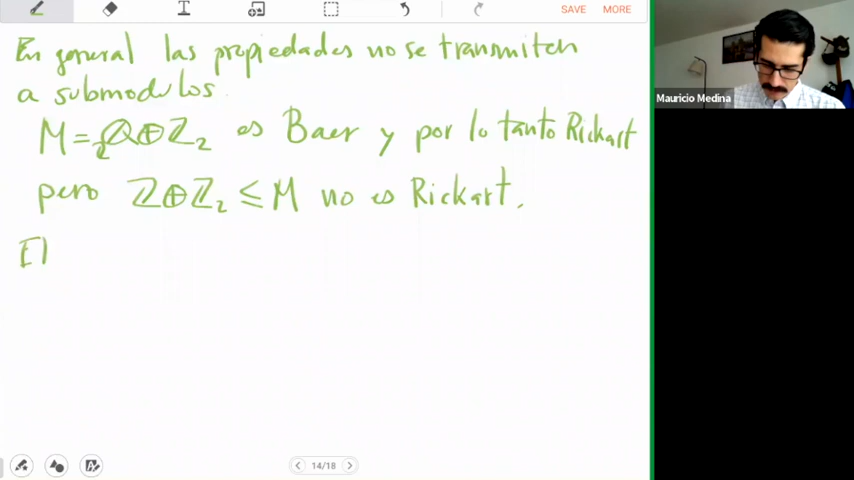 SAVE MORE
En general las propiedades no se transmiten
a submodulos.
M = ℤℚ⊕ℤ₂ es Baer y por lo tanto Rickart
pero ℤ⊕ℤ₂ ≤ M no es Rickart.
El
Mauricio Medina
14/18